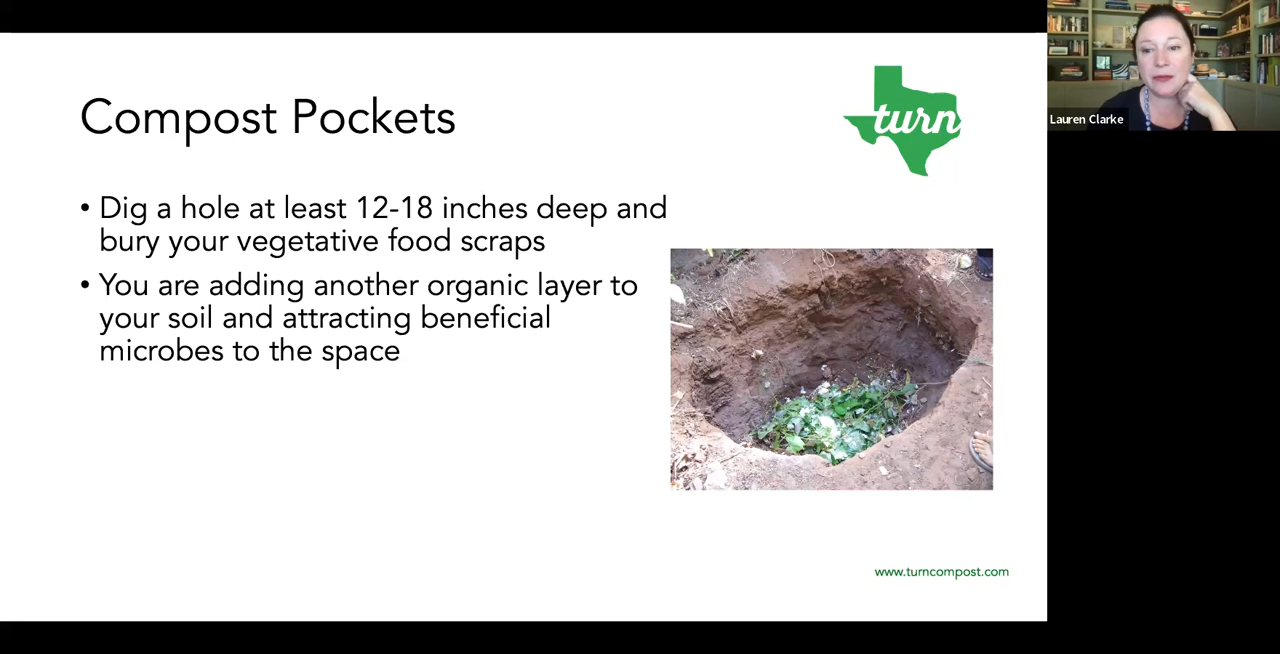 Compost Pockets
turn
• Dig a hole at least 12-18 inches deep and
bury your vegetative food scraps
• You are adding another organic layer to
your soil and attracting beneficial
microbes to the space
www.turncompost.com
Lauren Clarke